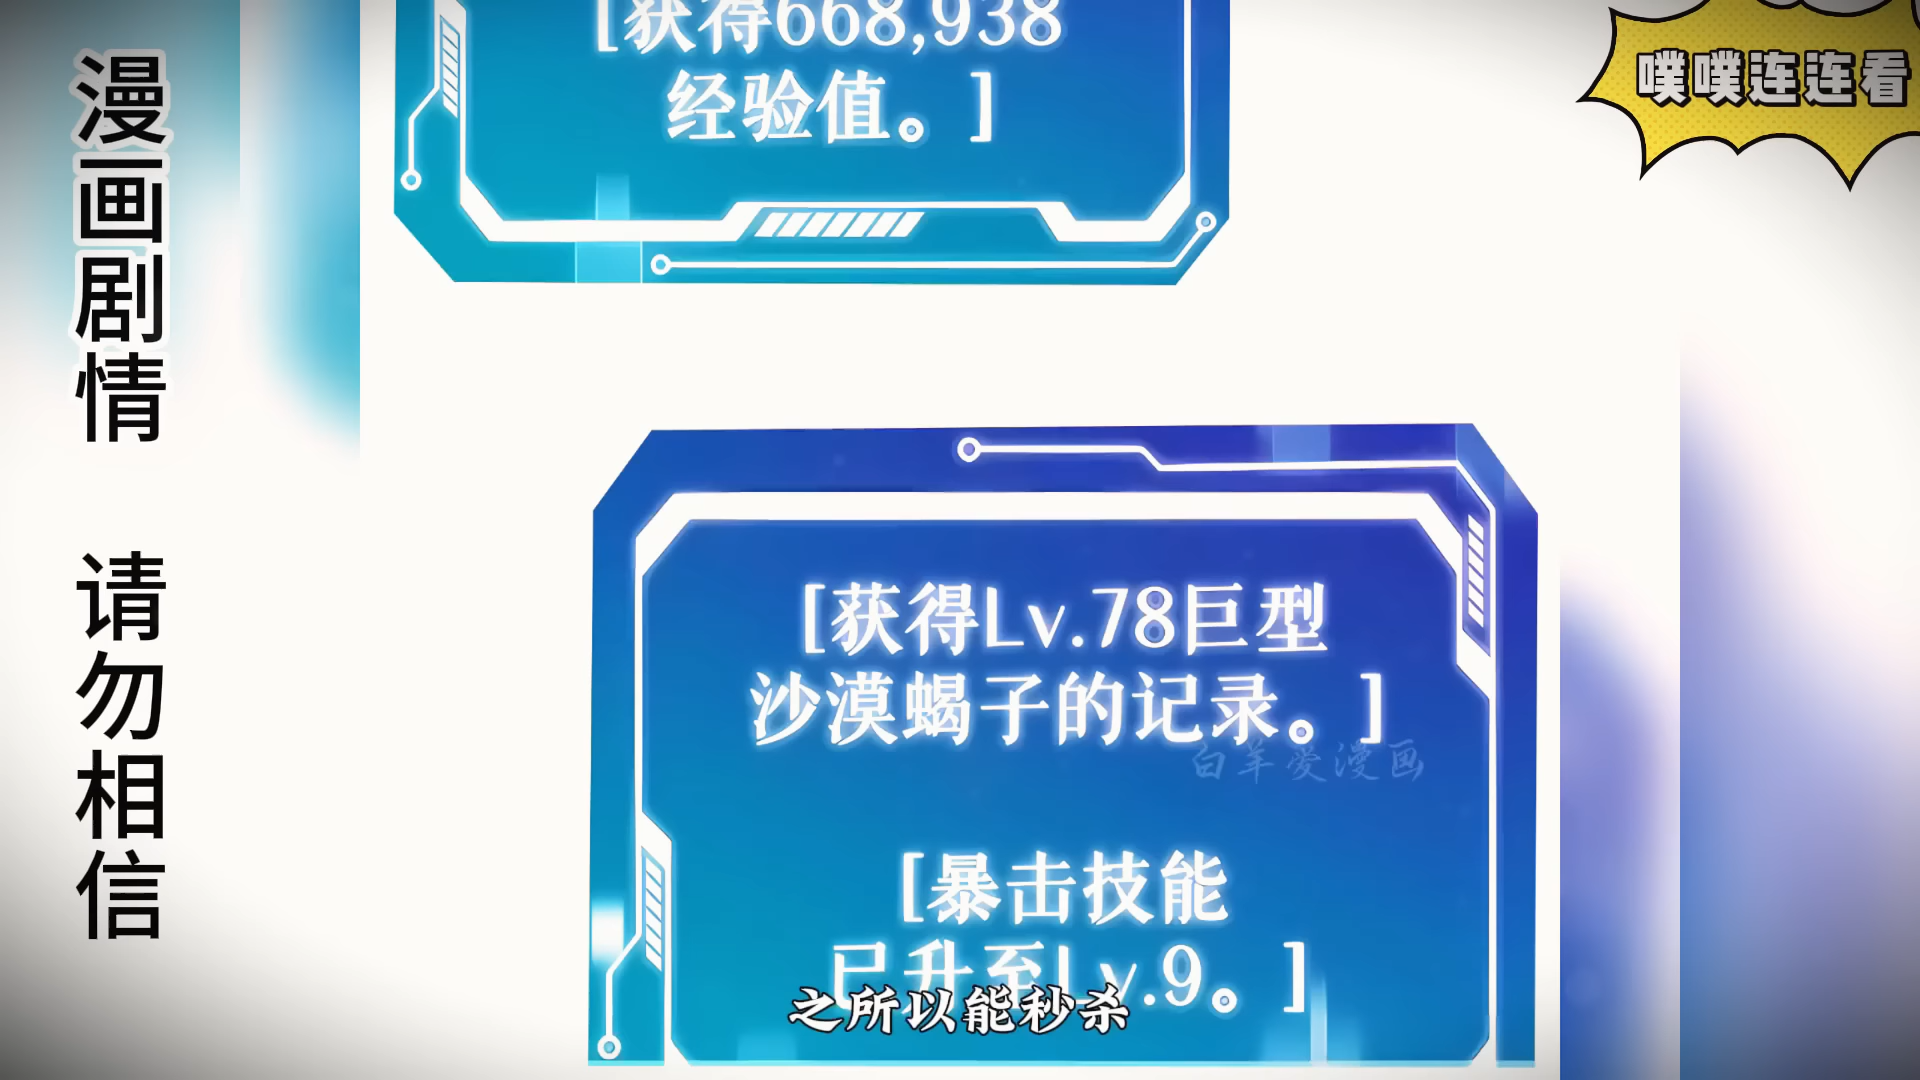 漫画剧情 请勿相信
[获得668,938
经验值。]
噗噗连连看
[获得Lv.78巨型
沙漠蝎子的记录。]
白羊爱漫画
[暴击技能
已升至Lv.9。]
之所以能秒杀